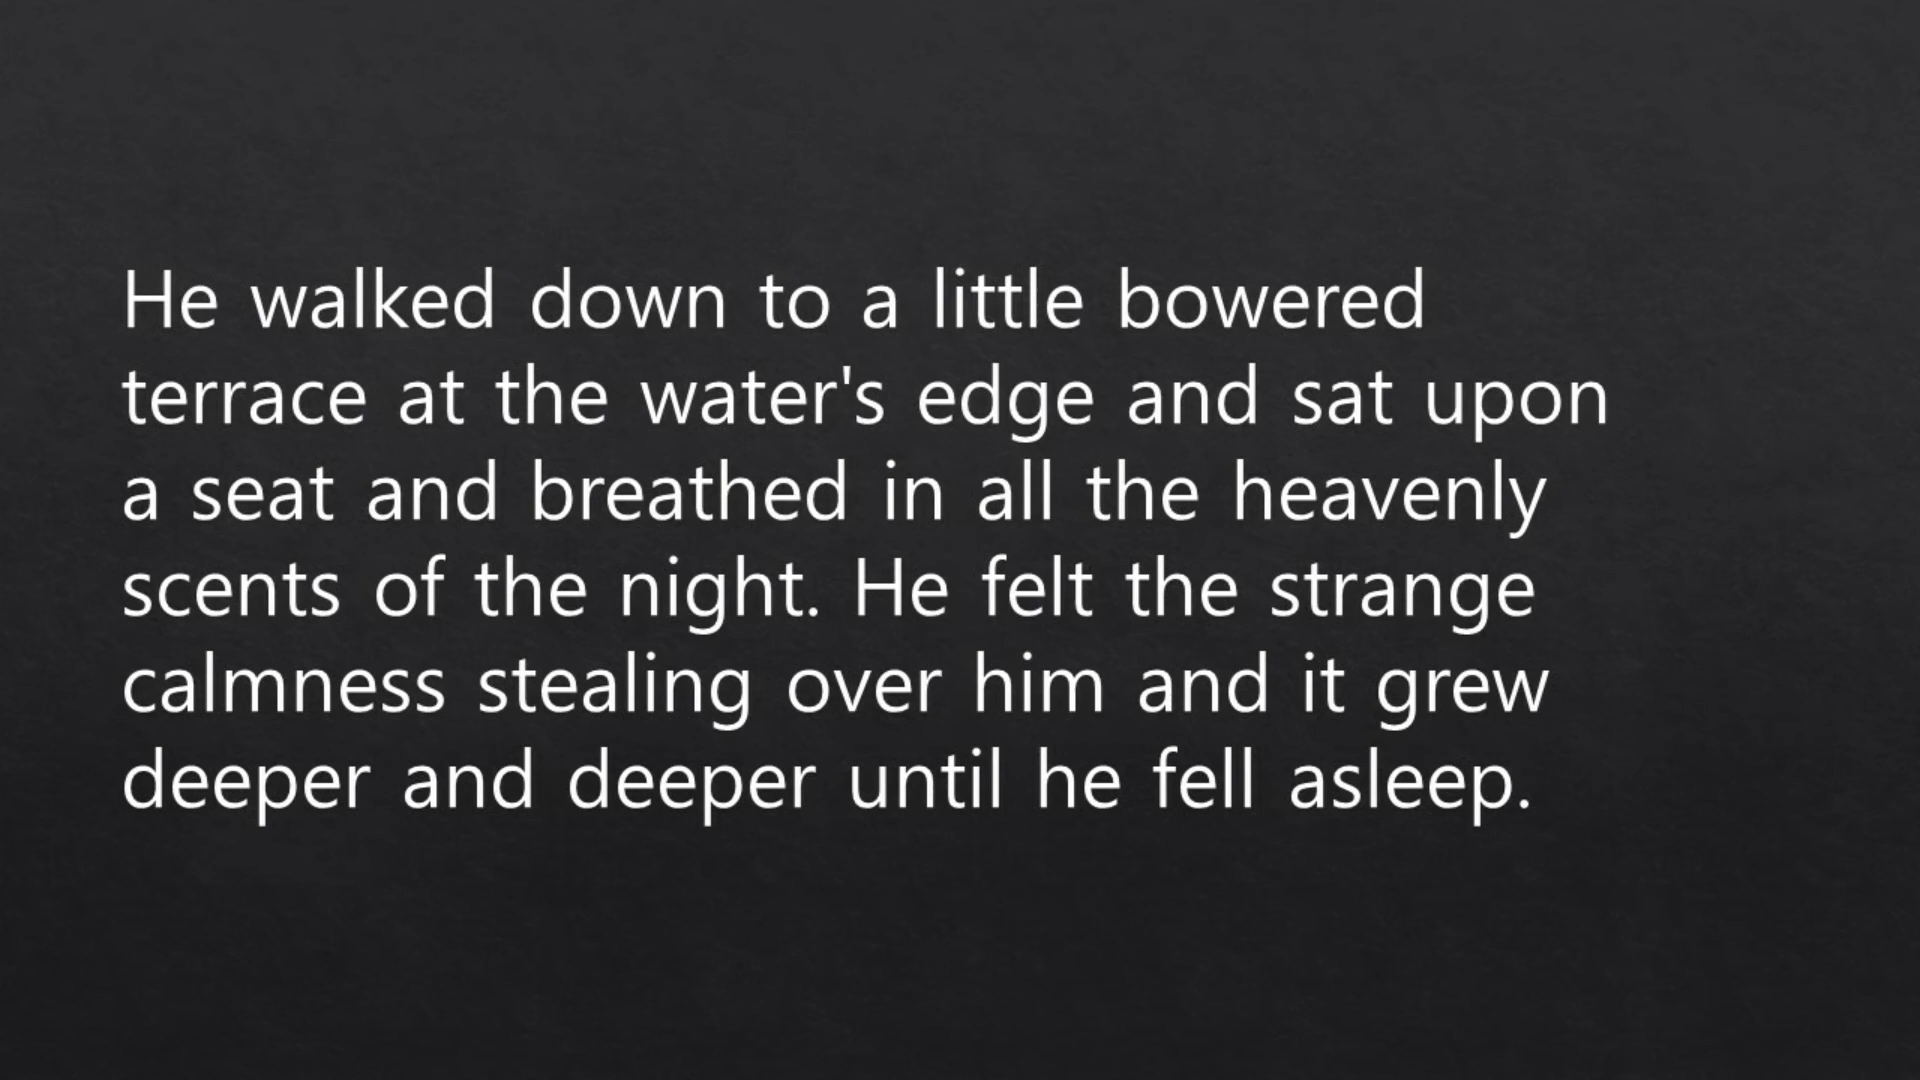 He walked down to a little bowered
terrace at the water's edge and sat upon
a seat and breathed in all the heavenly
scents of the night. He felt the strange
calmness stealing over him and it grew
deeper and deeper until he fell asleep.